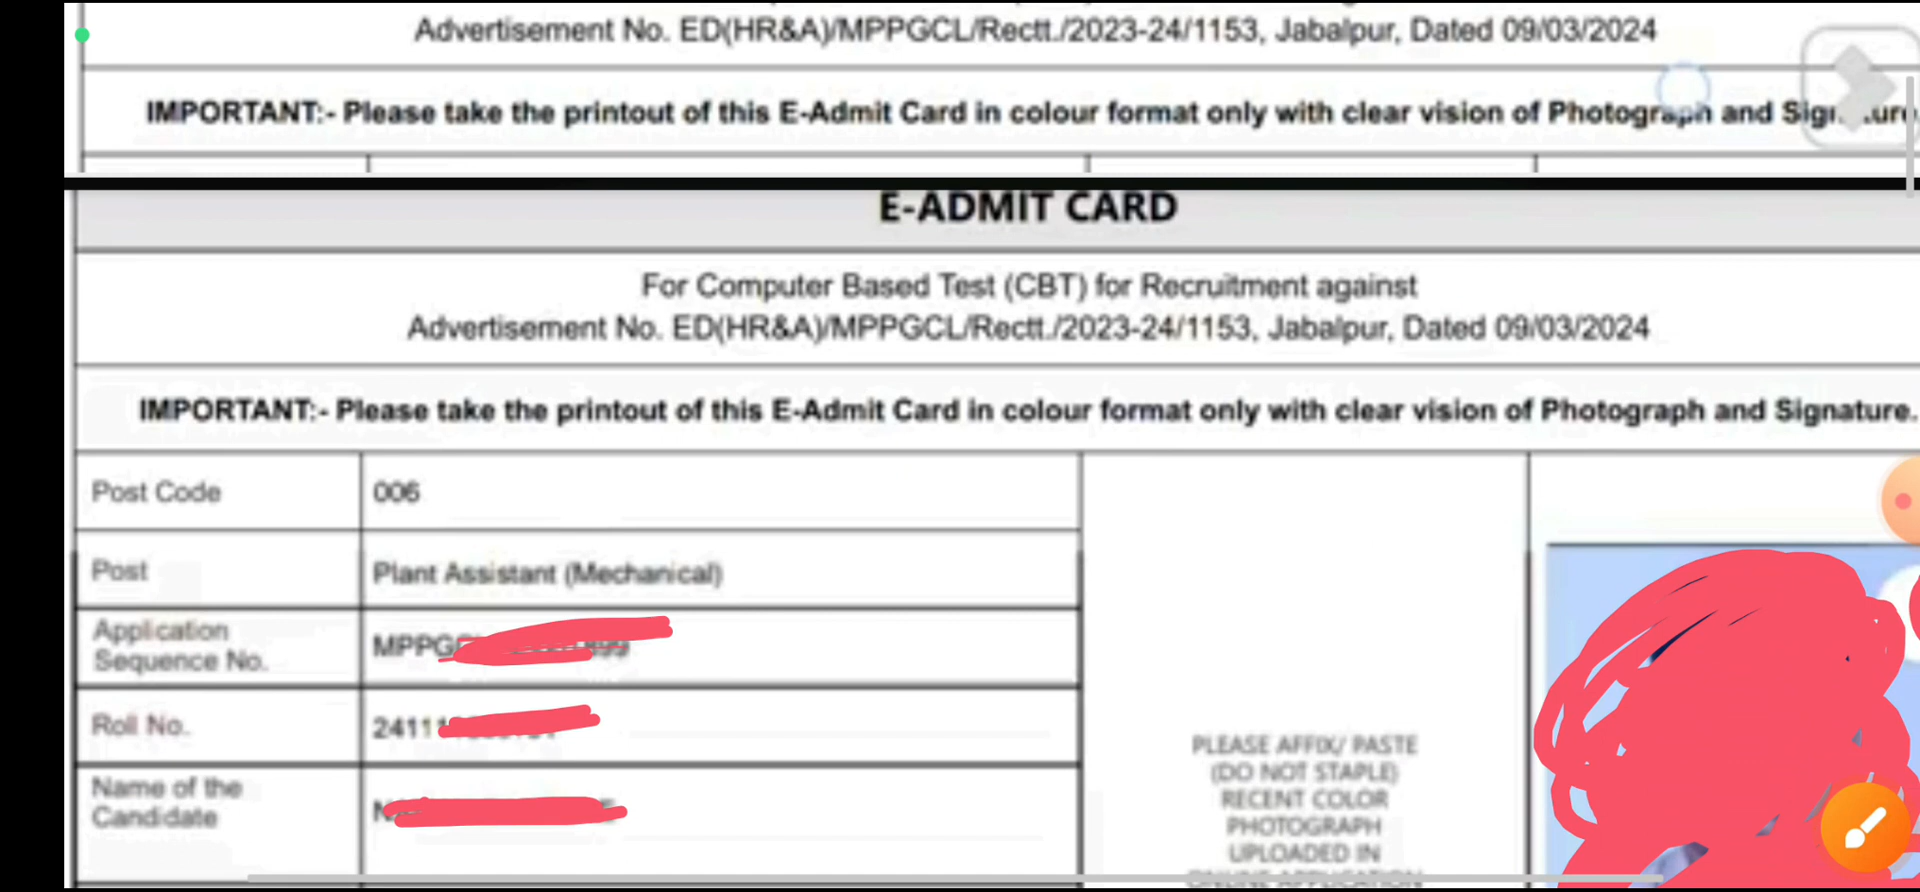 Advertisement No. ED(HR&A)/MPPGCL/Rectt./2023-24/1153, Jabalpur, Dated 09/03/2024
IMPORTANT:- Please take the printout of this E-Admit Card in colour format only with clear vision of Photograph and
E-ADMIT CARD
For Computer Based Test (CBT) for Recruitment against
Advertisement No. ED(HR&A)/MPPGCL/Rectt./2023-24/1153, Jabalpur, Dated 09/03/2024
IMPORTANT:- Please take the printout of this E-Admit Card in colour format only with clear vision of Photograph and Signature.
Post Code 006
Post Plant Assistant (Mechanical)
Application
Sequence No. MPPG
Roll No. 2411
Name of the
Candidate
PLEASE AFFIX/ PASTE
(DO NOT STAPLE)
RECENT COLOR
PHOTOGRAPH
UPLOADED IN
ONLINE APPLICATION